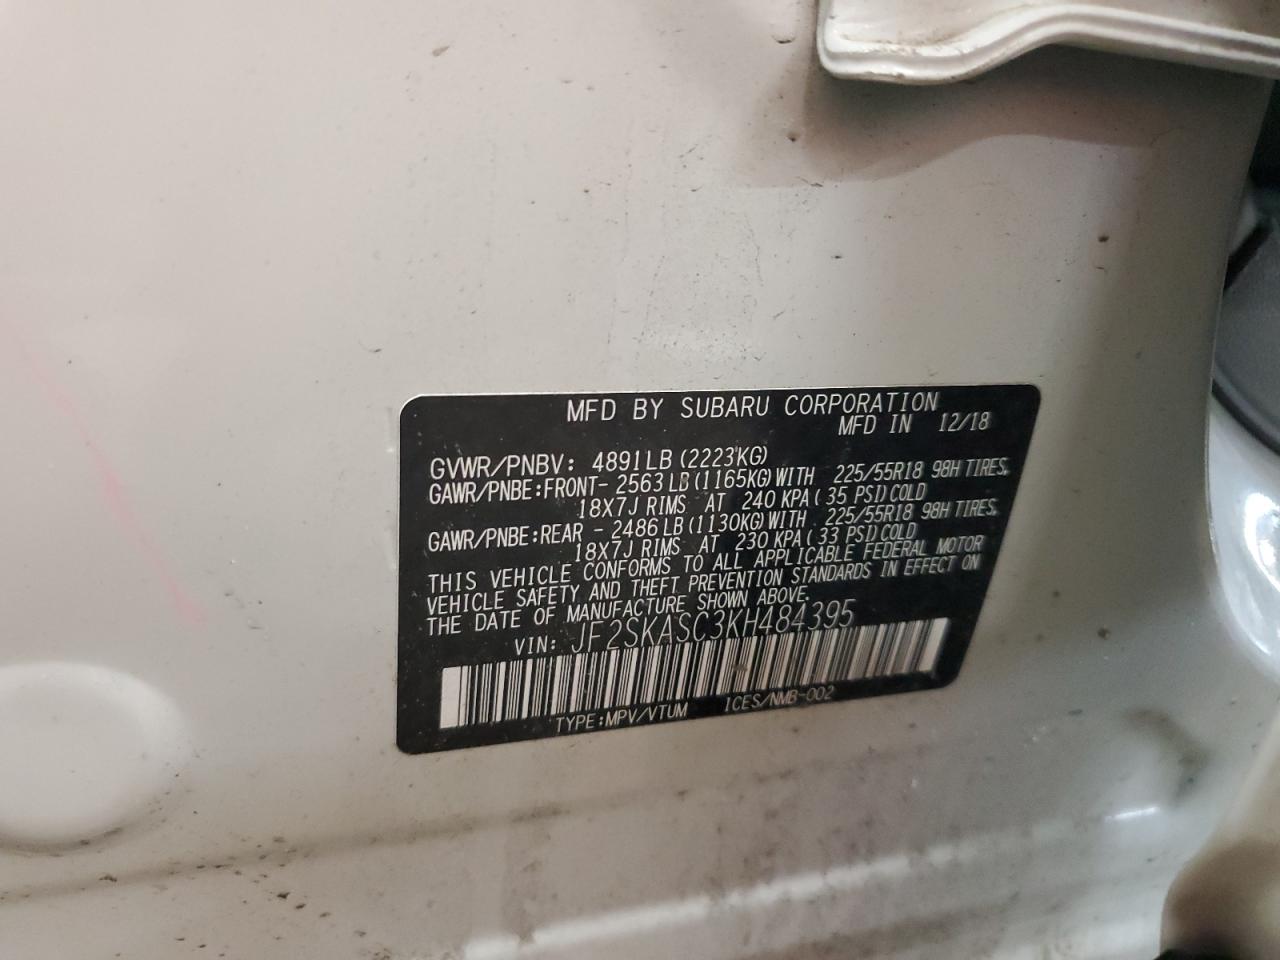 MFD BY SUBARU CORPORATION
MFD IN 12/18
GVWR/PNBV: 4891LB (2223KG)
GAWR/PNBE:FRONT- 2563LB (1165KG) WITH 225/55R18 98H TIRES,
18X7J RIMS AT 240 KPA (35 PSI) COLD
GAWR/PNBE:REAR - 2486LB (1130KG) WITH 225/55R18 98H TIRES,
18X7J RIMS AT 230 KPA (33 PSI) COLD
THIS VEHICLE CONFORMS TO ALL APPLICABLE FEDERAL MOTOR
VEHICLE SAFETY AND THEFT PREVENTION STANDARDS IN EFFECT ON
THE DATE OF MANUFACTURE SHOWN ABOVE.
VIN: JF2SKASC3KH484395
TYPE:MPV/VTUM ICES/NMB-002